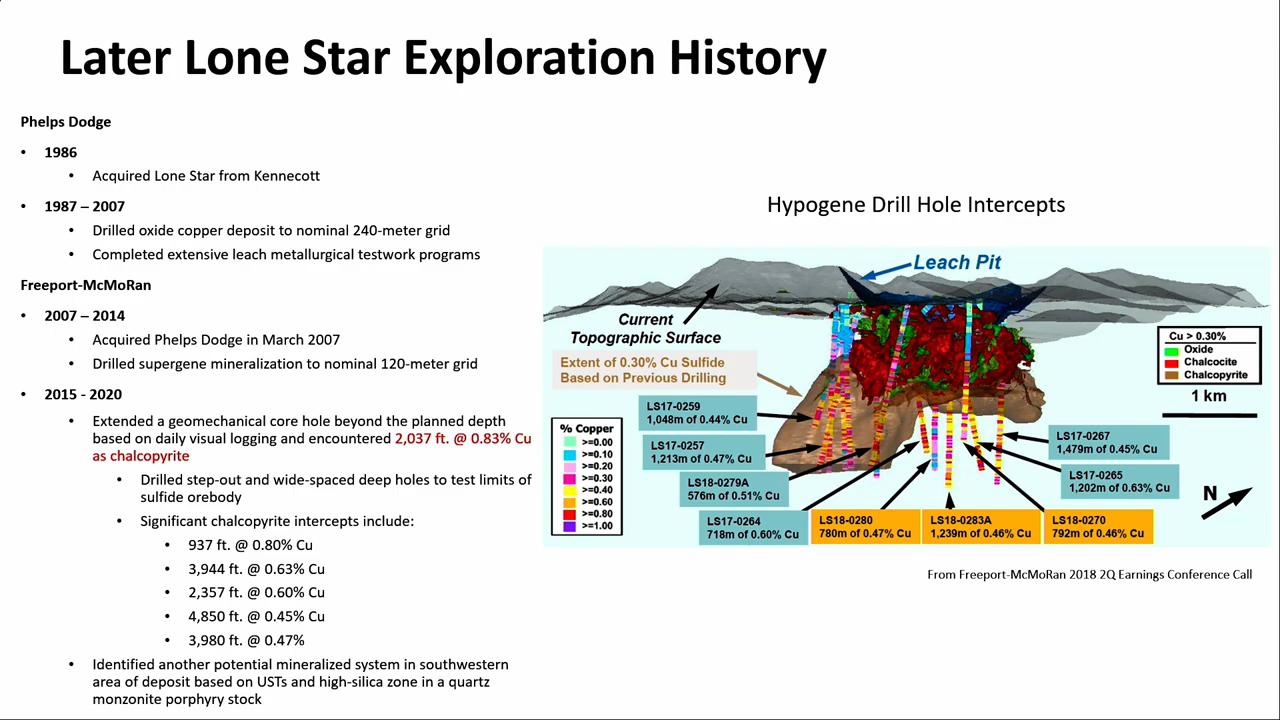 Later Lone Star Exploration History
Phelps Dodge
• 1986
• Acquired Lone Star from Kennecott
• 1987 – 2007
• Drilled oxide copper deposit to nominal 240-meter grid
• Completed extensive leach metallurgical testwork programs
Freeport-McMoRan
• 2007 – 2014
• Acquired Phelps Dodge in March 2007
• Drilled supergene mineralization to nominal 120-meter grid
• 2015 - 2020
• Extended a geomechanical core hole beyond the planned depth
based on daily visual logging and encountered 2,037 ft. @ 0.83% Cu
as chalcopyrite
• Drilled step-out and wide-spaced deep holes to test limits of
sulfide orebody
• Significant chalcopyrite intercepts include:
• 937 ft. @ 0.80% Cu
• 3,944 ft. @ 0.63% Cu
• 2,357 ft. @ 0.60% Cu
• 4,850 ft. @ 0.45% Cu
• 3,980 ft. @ 0.47%
• Identified another potential mineralized system in southwestern
area of deposit based on USTs and high-silica zone in a quartz
monzonite porphyry stock
Hypogene Drill Hole Intercepts
Leach Pit
Current
Topographic Surface
Extent of 0.30% Cu Sulfide
Based on Previous Drilling
Cu > 0.30%
Oxide
Chalcocite
Chalcopyrite
1 km
% Copper
>=0.00
>=0.10
>=0.20
>=0.30
>=0.40
>=0.60
>=0.80
>=1.00
LS17-0259
1,048m of 0.44% Cu
LS17-0257
1,213m of 0.47% Cu
LS18-0279A
576m of 0.51% Cu
LS17-0264
718m of 0.60% Cu
LS18-0280
780m of 0.47% Cu
LS18-0283A
1,239m of 0.46% Cu
LS18-0270
792m of 0.46% Cu
LS17-0267
1,479m of 0.45% Cu
LS17-0265
1,202m of 0.63% Cu
N
From Freeport-McMoRan 2018 2Q Earnings Conference Call